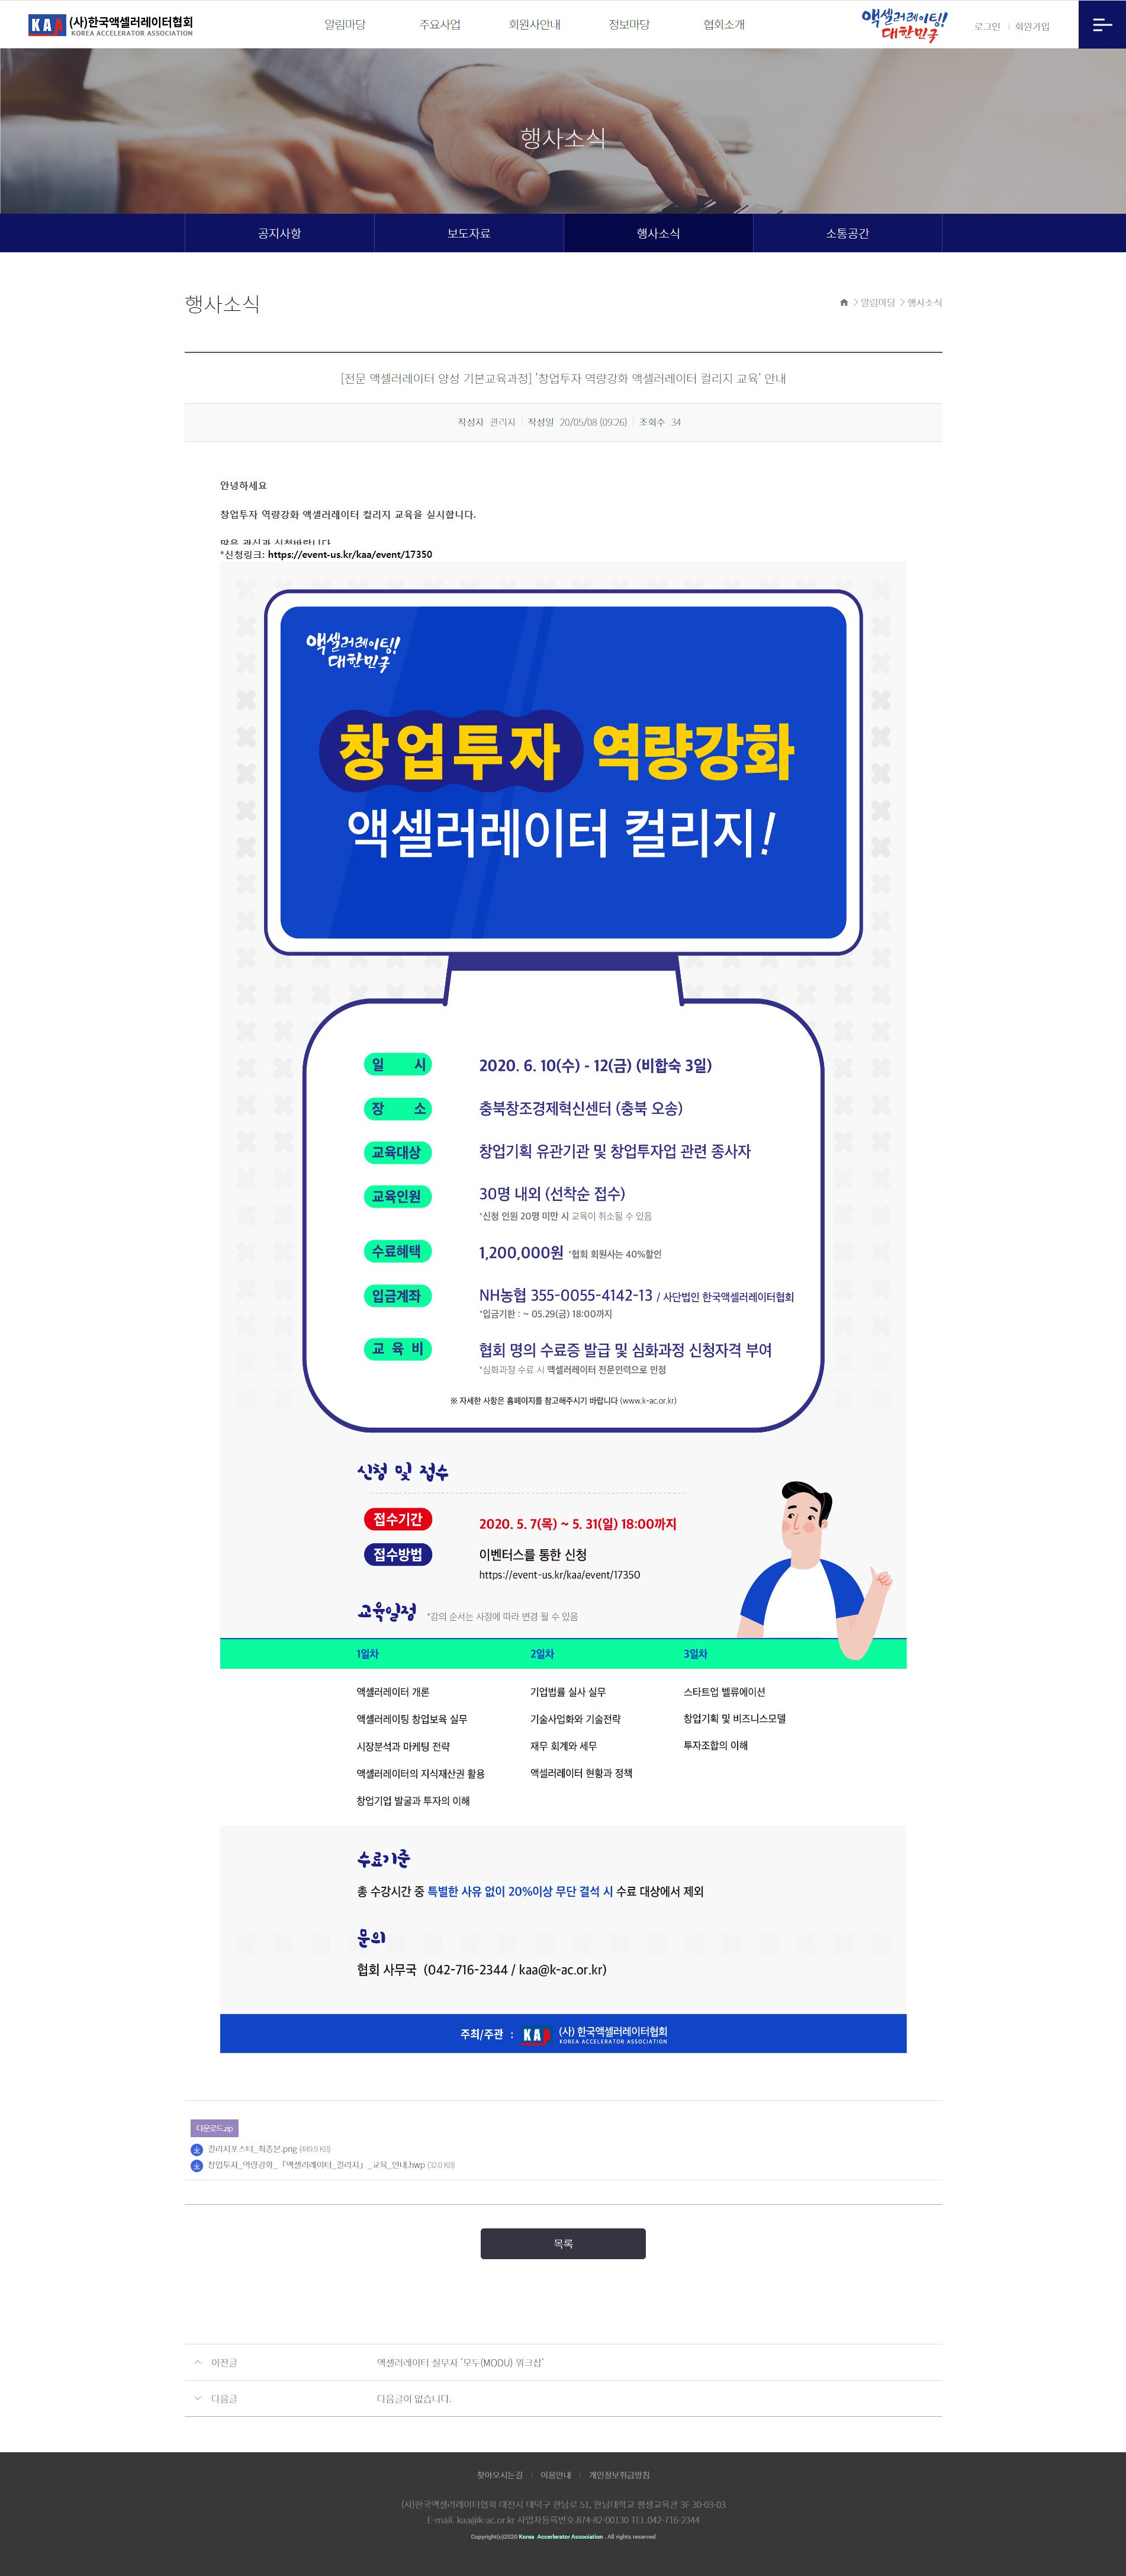 KAA (사)한국액셀러레이터협회
KOREA ACCELERATOR ASSOCIATION
알림마당 주요사업 회원사안내 정보마당 협회소개
액셀러레이팅! 대한민국
로그인 | 회원가입
행사소식
공지사항 보도자료 행사소식 소통공간
행사소식
> 알림마당 > 행사소식
[전문 액셀러레이터 양성 기본교육과정] '창업투자 역량강화 액셀러레이터 컬리지 교육' 안내
작성자 관리자 | 작성일 20/05/08 (09:26) | 조회수 34
안녕하세요
창업투자 역량강화 액셀러레이터 컬리지 교육을 실시합니다.
많은 관심과 신청바랍니다
*신청링크: https://event-us.kr/kaa/event/17350
액셀러레이팅!
대한민국
창업투자 역량강화
액셀러레이터 컬리지!
일 시 2020. 6. 10(수) - 12(금) (비합숙 3일)
장 소 충북창조경제혁신센터 (충북 오송)
교육대상 창업기획 유관기관 및 창업투자업 관련 종사자
교육인원 30명 내외 (선착순 접수)
*신청 인원 20명 미만 시 교육이 취소될 수 있음
수료혜택 1,200,000원 *협회 회원사는 40%할인
입금계좌 NH농협 355-0055-4142-13 / 사단법인 한국액셀러레이터협회
*입금기한 : ~ 05.29(금) 18:00까지
교 육 비 협회 명의 수료증 발급 및 심화과정 신청자격 부여
*심화과정 수료 시 액셀러레이터 전문인력으로 인정
※ 자세한 사항은 홈페이지를 참고해주시기 바랍니다 (www.k-ac.or.kr)
신청 및 접수
접수기간 2020. 5. 7(목) ~ 5. 31(일) 18:00까지
접수방법 이벤터스를 통한 신청
https://event-us.kr/kaa/event/17350
교육일정 *강의 순서는 사정에 따라 변경 될 수 있음
1일차 2일차 3일차
액셀러레이터 개론 기업법률 실사 실무 스타트업 밸류에이션
액셀러레이팅 창업보육 실무 기술사업화와 기술전략 창업기획 및 비즈니스모델
시장분석과 마케팅 전략 재무 회계와 세무 투자조합의 이해
액셀러레이터의 지식재산권 활용 액셀러레이터 현황과 정책
창업기업 발굴과 투자의 이해
수료기준
총 수강시간 중 특별한 사유 없이 20%이상 무단 결석 시 수료 대상에서 제외
문의
협회 사무국 (042-716-2344 / kaa@k-ac.or.kr)
주최/주관 : KAA (사) 한국액셀러레이터협회
KOREA ACCELERATOR ASSOCIATION
다운로드.zip
컬리지포스터_최종본.png (449.9 KB)
창업투자_역량강화_「액셀러레이터_컬리지」_교육_안내.hwp (32.0 KB)
목록
이전글 액셀러레이터 실무자 '모두(MODU) 워크샵'
다음글 다음글이 없습니다.
찾아오시는길 | 이용안내 | 개인정보취급방침
(사)한국액셀러레이터협회 대전시 대덕구 한남로 51, 한남대학교 평생교육관 3F 30-03-03
E-mail. kaa@k-ac.or.kr 사업자등록번호.874-82-00130 TEL.042-716-2344
Copyright(c)2020 Korea Accerlerator Association . All rights reserved